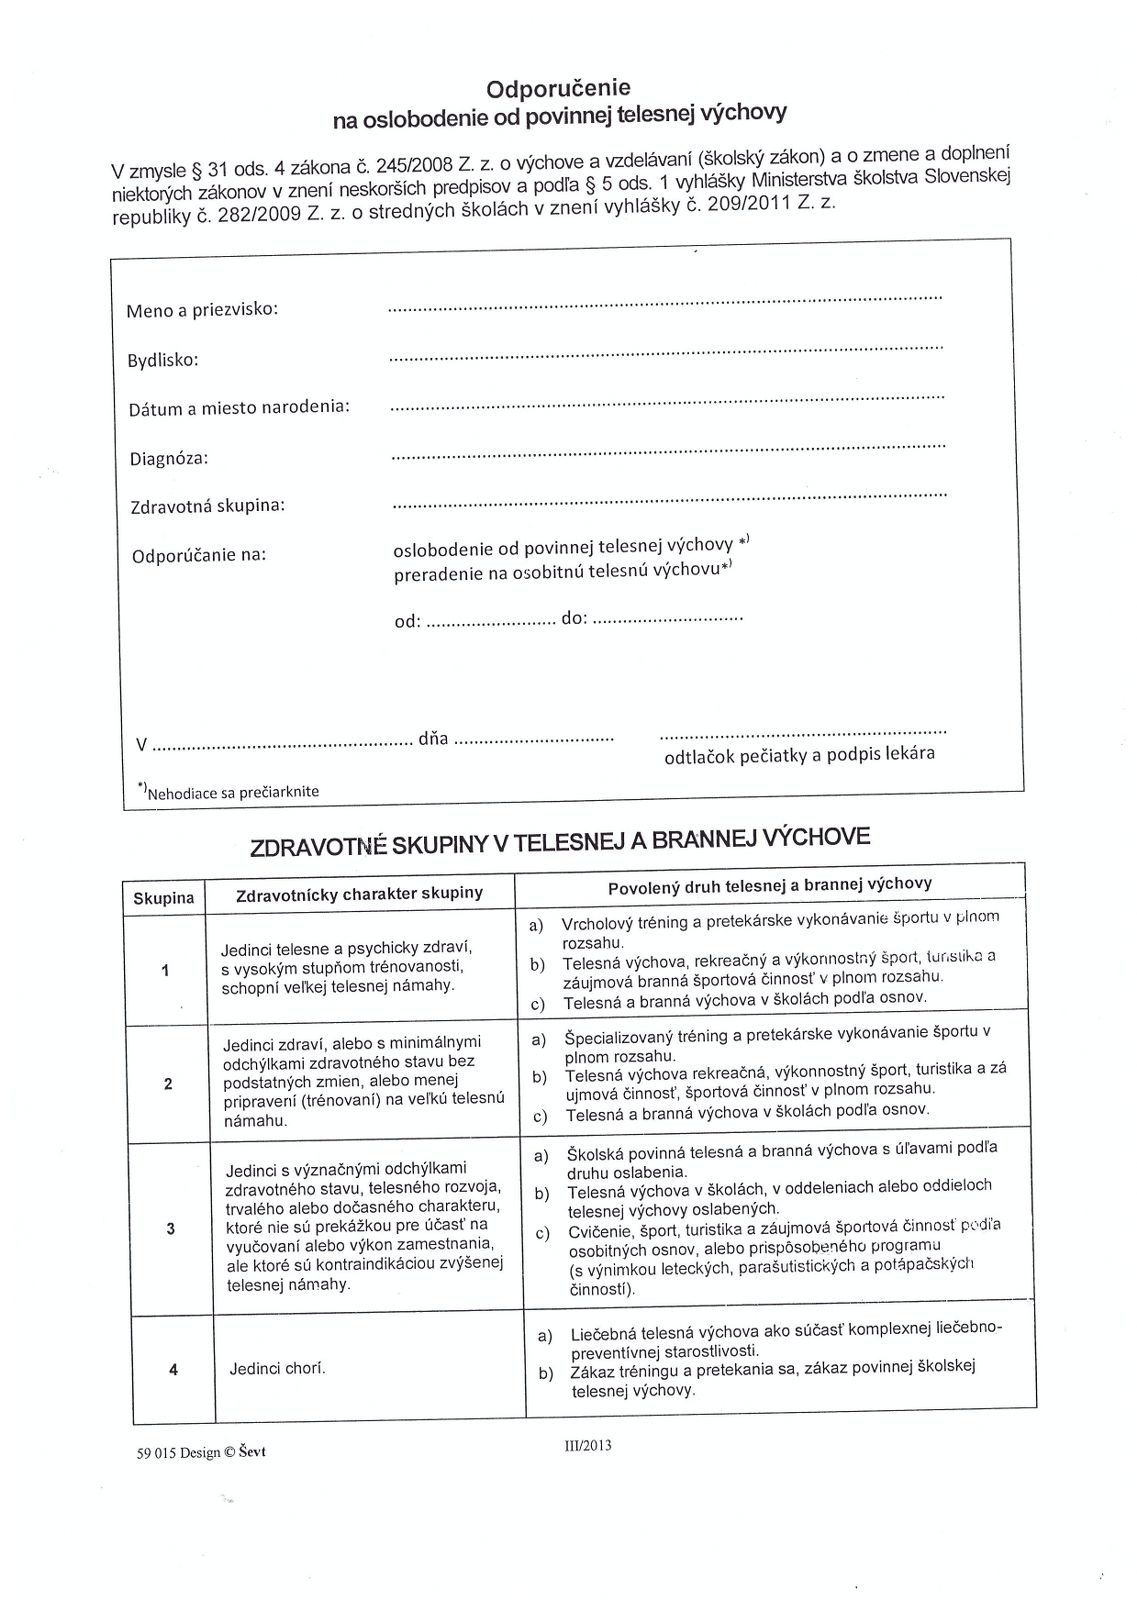 Odporučenie
na oslobodenie od povinnej telesnej výchovy
V zmysle § 31 ods. 4 zákona č. 245/2008 Z. z. o výchove a vzdelávaní (školský zákon) a o zmene a doplnení
niektorých zákonov v znení neskorších predpisov a podľa § 5 ods. 1 vyhlášky Ministerstva školstva Slovenskej
republiky č. 282/2009 Z. z. o stredných školách v znení vyhlášky č. 209/2011 Z. z.
Meno a priezvisko: ........................................................
Bydlisko: ........................................................
Dátum a miesto narodenia: ........................................................
Diagnóza: ........................................................
Zdravotná skupina: ........................................................
Odporúčanie na: oslobodenie od povinnej telesnej výchovy *)
preradenie na osobitnú telesnú výchovu*)
od: .......................... do: ..............................
V .................................................... dňa ................................
odtlačok pečiatky a podpis lekára
*)Nehodiace sa prečiarknite
ZDRAVOTNÉ SKUPINY V TELESNEJ A BRANNEJ VÝCHOVE
Skupina Zdravotnícky charakter skupiny Povolený druh telesnej a brannej výchovy
1
Jedinci telesne a psychicky zdraví,
s vysokým stupňom trénovanosti,
schopní veľkej telesnej námahy.
a) Vrcholový tréning a pretekárske vykonávanie športu v plnom
rozsahu.
b) Telesná výchova, rekreačný a výkonnostný šport, turistika a
záujmová branná športová činnosť v plnom rozsahu.
c) Telesná a branná výchova v školách podľa osnov.
2
Jedinci zdraví, alebo s minimálnymi
odchýlkami zdravotného stavu bez
podstatných zmien, alebo menej
pripravení (trénovaní) na veľkú telesnú
námahu.
a) Špecializovaný tréning a pretekárske vykonávanie športu v
plnom rozsahu.
b) Telesná výchova rekreačná, výkonnostný šport, turistika a zá
ujmová činnosť, športová činnosť v plnom rozsahu.
c) Telesná a branná výchova v školách podľa osnov.
3
Jedinci s význačnými odchýlkami
zdravotného stavu, telesného rozvoja,
trvalého alebo dočasného charakteru,
ktoré nie sú prekážkou pre účasť na
vyučovaní alebo výkon zamestnania,
ale ktoré sú kontraindikáciou zvýšenej
telesnej námahy.
a) Školská povinná telesná a branná výchova s úľavami podľa
druhu oslabenia.
b) Telesná výchova v školách, v oddeleniach alebo oddieloch
telesnej výchovy oslabených.
c) Cvičenie, šport, turistika a záujmová športová činnosť podľa
osobitných osnov, alebo prispôsobeného programu
(s výnimkou leteckých, parašutistických a potápačských
činností).
4
Jedinci chorí.
a) Liečebná telesná výchova ako súčasť komplexnej liečebno-
preventívnej starostlivosti.
b) Zákaz tréningu a pretekania sa, zákaz povinnej školskej
telesnej výchovy.
59 015 Design © Ševt III/2013